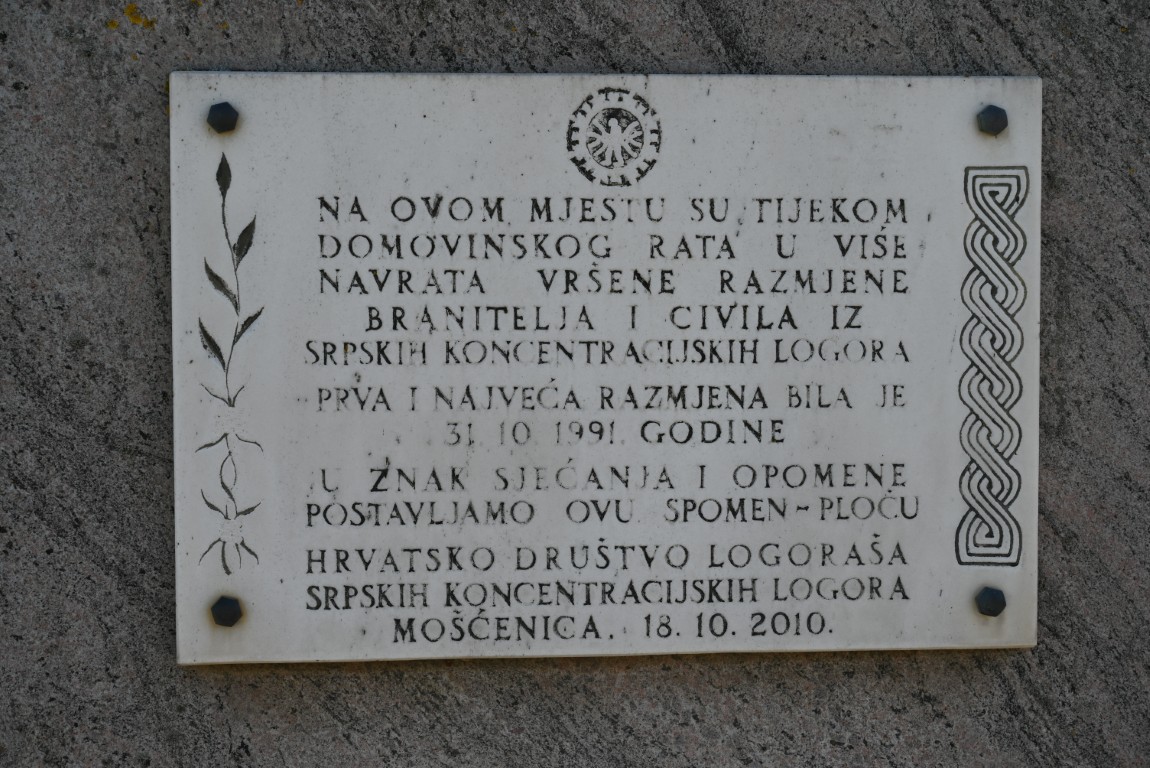 NA OVOM MJESTU SU TIJEKOM
DOMOVINSKOG RATA U VIŠE
NAVRATA VRŠENE RAZMJENE
BRANITELJA I CIVILA IZ
SRPSKIH KONCENTRACIJSKIH LOGORA
PRVA I NAJVEĆA RAZMJENA BILA JE
31. 10. 1991. GODINE
U ZNAK SJEĆANJA I OPOMENE
POSTAVLJAMO OVU SPOMEN-PLOČU
HRVATSKO DRUŠTVO LOGORAŠA
SRPSKIH KONCENTRACIJSKIH LOGORA
MOŠĆENICA, 18. 10. 2010.